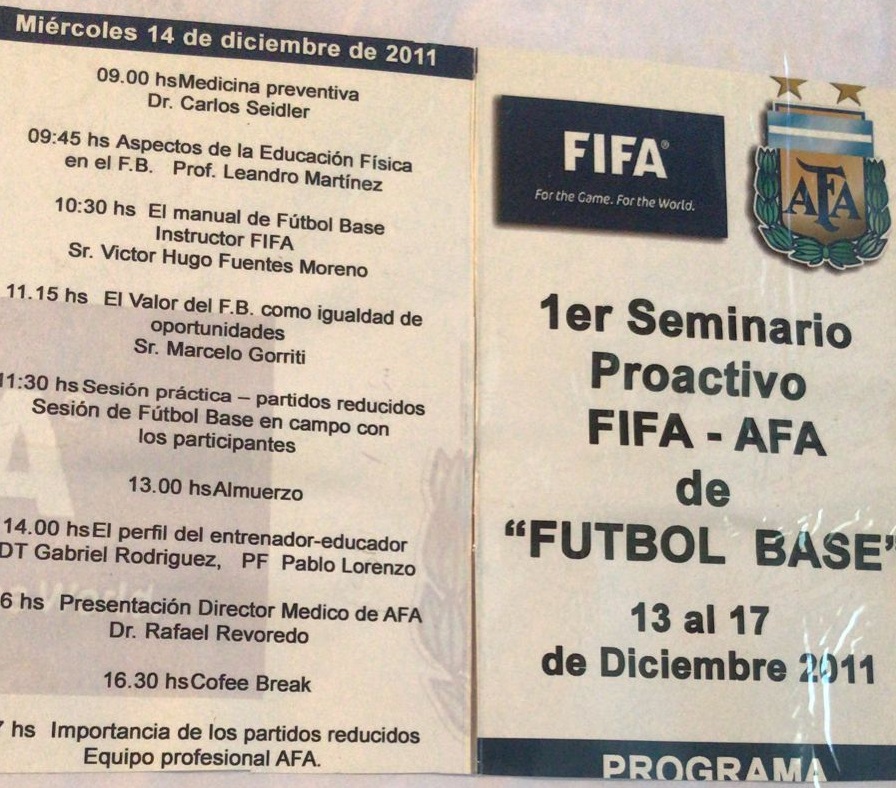 Miércoles 14 de diciembre de 2011
09.00 hsMedicina preventiva
Dr. Carlos Seidler
09:45 hs Aspectos de la Educación Física
en el F.B. Prof. Leandro Martínez
10:30 hs El manual de Fútbol Base
Instructor FIFA
Sr. Victor Hugo Fuentes Moreno
11.15 hs El Valor del F.B. como igualdad de
oportunidades
Sr. Marcelo Gorriti
11:30 hs Sesión práctica – partidos reducidos
Sesión de Fútbol Base en campo con
los participantes
13.00 hsAlmuerzo
14.00 hsEl perfil del entrenador-educador
DT Gabriel Rodriguez, PF Pablo Lorenzo
6 hs Presentación Director Medico de AFA
Dr. Rafael Revoredo
16.30 hsCofee Break
hs Importancia de los partidos reducidos
Equipo profesional AFA.
FIFA®
For the Game. For the World.
AFA
1er Seminario
Proactivo
FIFA - AFA
de
“FUTBOL BASE”
13 al 17
de Diciembre 2011
PROGRAMA